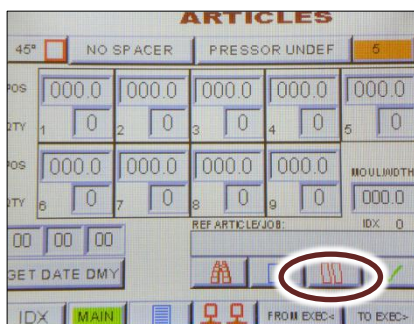 ARTICLES
45° NO SPACER PRESSOR UNDEF 5
POS 000.0 000.0 000.0 000.0 000.0
QTY 1 0 2 0 3 0 4 0 5 0
POS 000.0 000.0 000.0 000.0 MOULWIDTH
QTY 6 0 7 0 8 0 9 0 000.0
REF ARTICLE/JOB: IDX 0
00 00 00
GET DATE DMY
IDX MAIN FROM EXEC< TO EXEC>